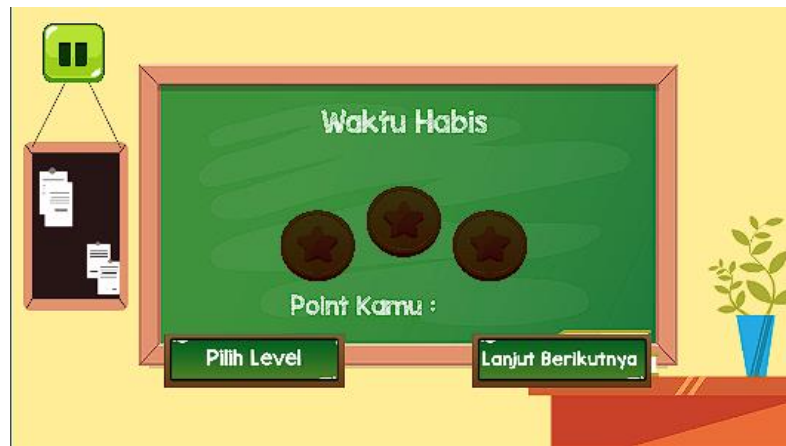 Waktu Habis
Point Kamu :
Pilih Level
Lanjut Berikutnya